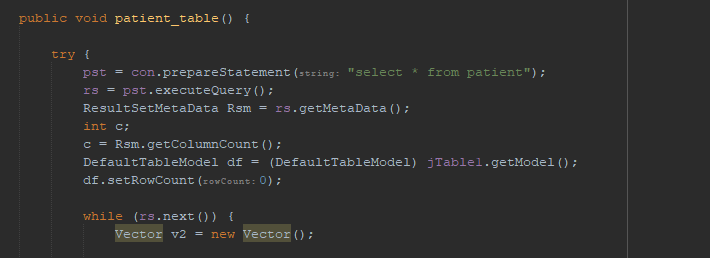 public void patient_table() {
try {
pst = con.prepareStatement(string: "select * from patient");
rs = pst.executeQuery();
ResultSetMetaData Rsm = rs.getMetaData();
int c;
c = Rsm.getColumnCount();
DefaultTableModel df = (DefaultTableModel) jTable1.getModel();
df.setRowCount(rowCount: 0);
while (rs.next()) {
Vector v2 = new Vector();